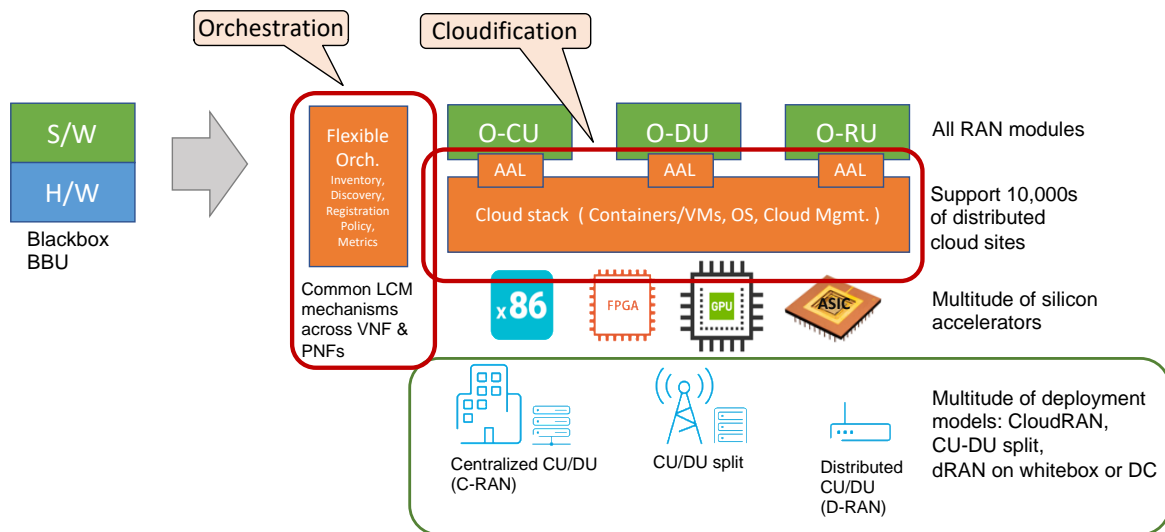 Orchestration
Cloudification
S/W
H/W
Blackbox
BBU
Flexible
Orch.
Inventory,
Discovery,
Registration
Policy,
Metrics
Common LCM
mechanisms
across VNF &
PNFs
O-CU
O-DU
O-RU
All RAN modules
AAL
AAL
AAL
Cloud stack ( Containers/VMs, OS, Cloud Mgmt. )
Support 10,000s
of distributed
cloud sites
x86
FPGA
GPU
ASIC
Multitude of silicon
accelerators
Centralized CU/DU
(C-RAN)
CU/DU split
Distributed
CU/DU
(D-RAN)
Multitude of deployment
models: CloudRAN,
CU-DU split,
dRAN on whitebox or DC